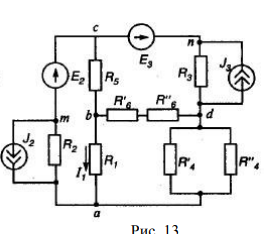 c
n
E₃
J₃
E₂
R₅
R₃
R'₆
R"₆
m
b
d
J₂
R₂
I₁
R₁
R'₄
R"₄
a
Рис. 13